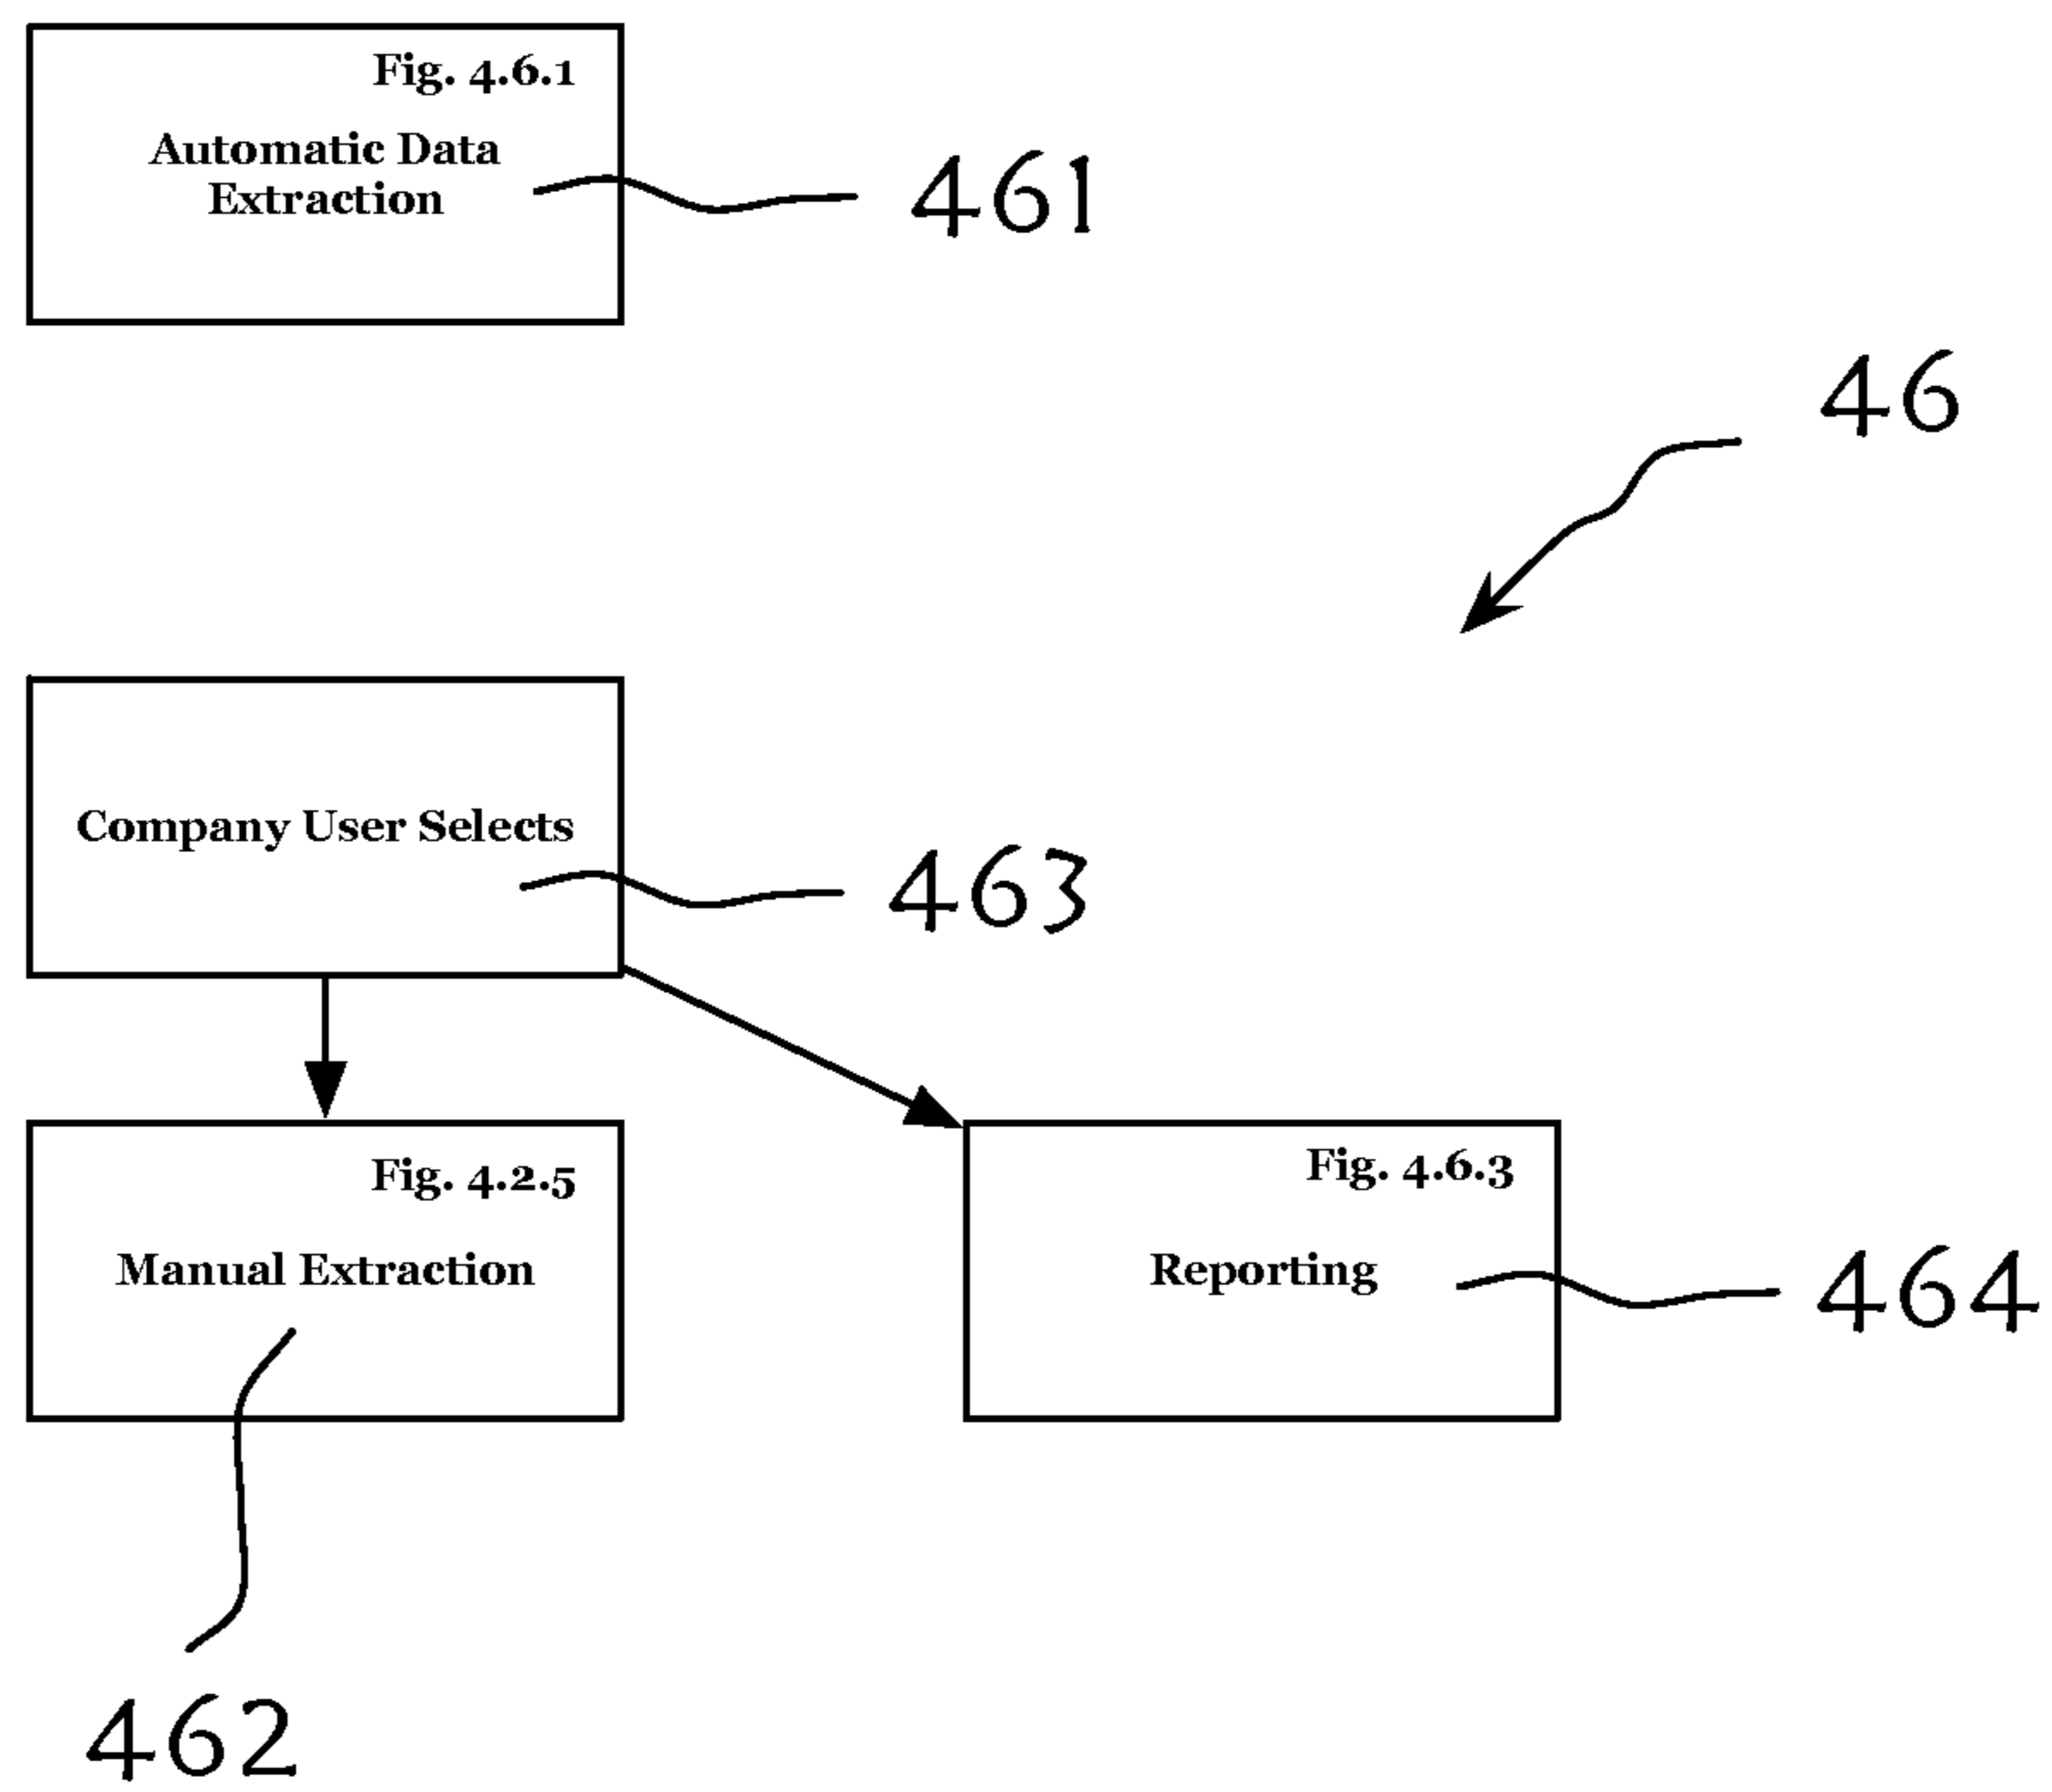 Fig. 4.6.1
Automatic Data
Extraction
461
46
Company User Selects
463
Fig. 4.2.5
Manual Extraction
Fig. 4.6.3
Reporting
464
462